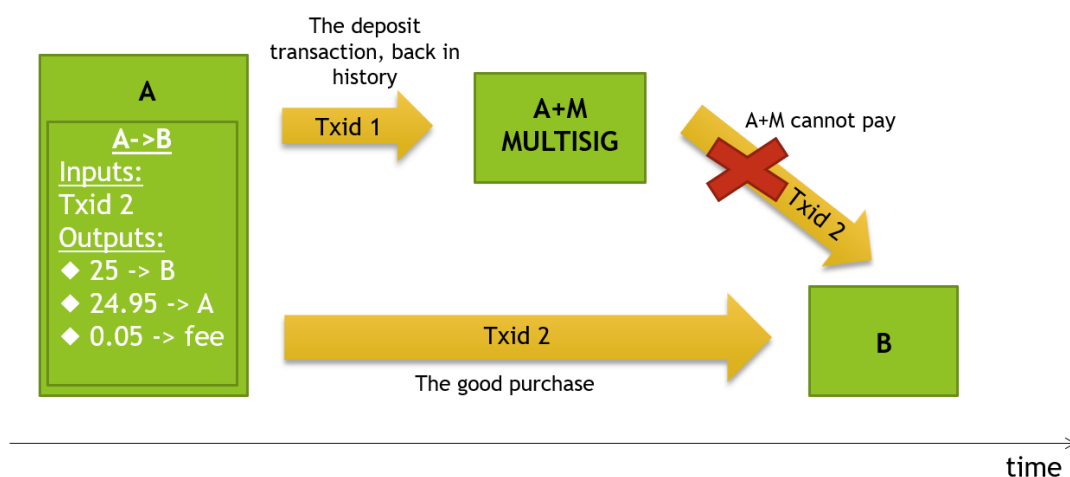 A
A->B
Inputs:
Txid 2
Outputs:
◆ 25 -> B
◆ 24.95 -> A
◆ 0.05 -> fee
The deposit
transaction, back in
history
Txid 1
A+M
MULTISIG
A+M cannot pay
Txid 2
Txid 2
The good purchase
B
time